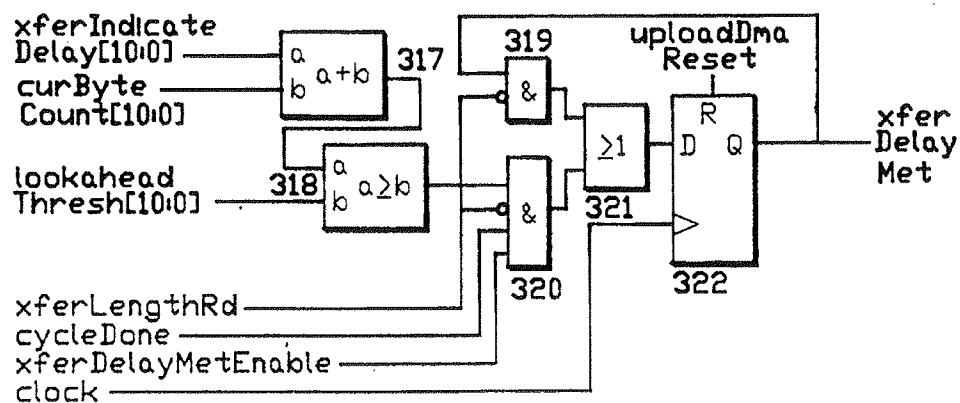 xferIndicate
Delay[10:0]
curByte
Count[10:0]
a
b
a+b
317
319
&
uploadDma
Reset
R
D Q
xfer
Delay
Met
≥1
321
lookahead
Thresh[10:0]
318
a
b
a≥b
&
320
322
xferLengthRd
cycleDone
xferDelayMetEnable
clock